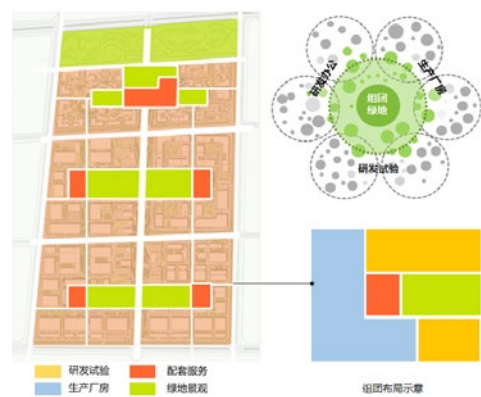 研发办公
生产厂房
组团
绿地
研发试验
研发试验
配套服务
生产厂房
绿地景观
组团布局示意